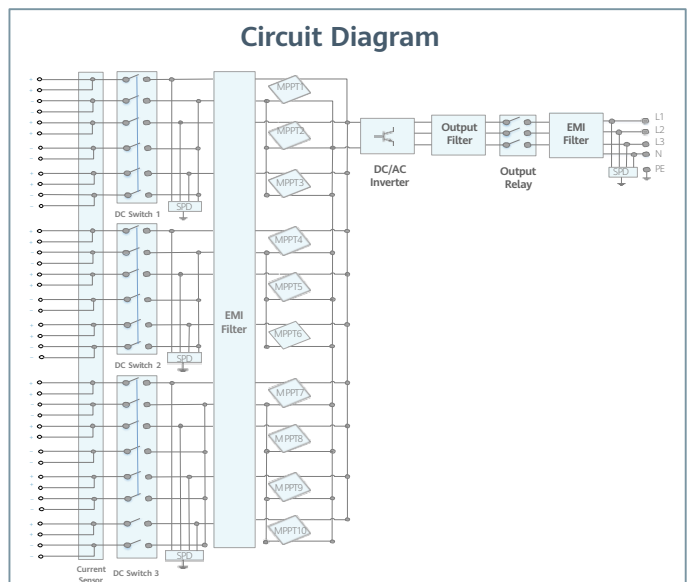 Circuit Diagram
MPPT1
MPPT2
MPPT3
SPD
DC Switch 1
MPPT4
MPPT5
MPPT6
SPD
DC Switch 2
EMI
Filter
MPPT7
MPPT8
MPPT9
MPPT10
SPD
Current
Sensor
DC Switch 3
DC/AC
Inverter
Output
Filter
Output
Relay
EMI
Filter
L1
L2
L3
N
PE
SPD